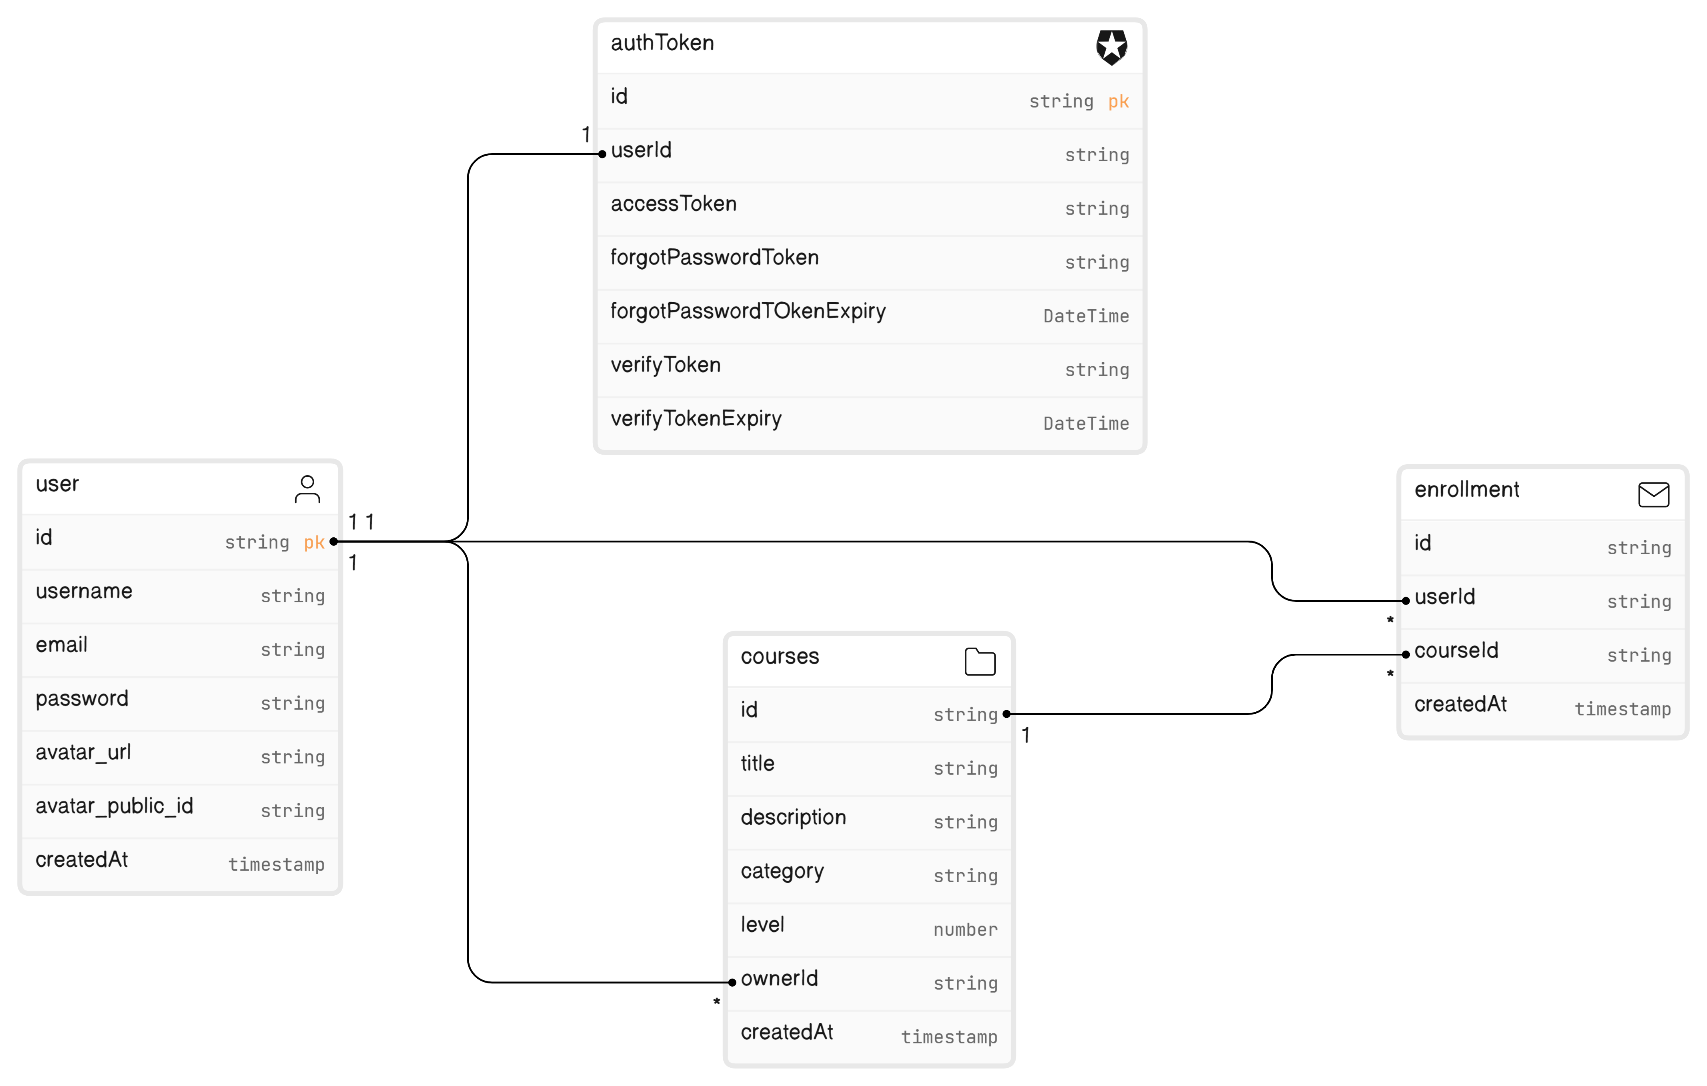 authToken
id string pk
userId string
accessToken string
forgotPasswordToken string
forgotPasswordTOkenExpiry DateTime
verifyToken string
verifyTokenExpiry DateTime
1
user
id string pk
username string
email string
password string
avatar_url string
avatar_public_id string
createdAt timestamp
1 1
1
courses
id string
title string
description string
category string
level number
ownerId string
createdAt timestamp
1
*
enrollment
id string
userId string
courseId string
createdAt timestamp
*
*